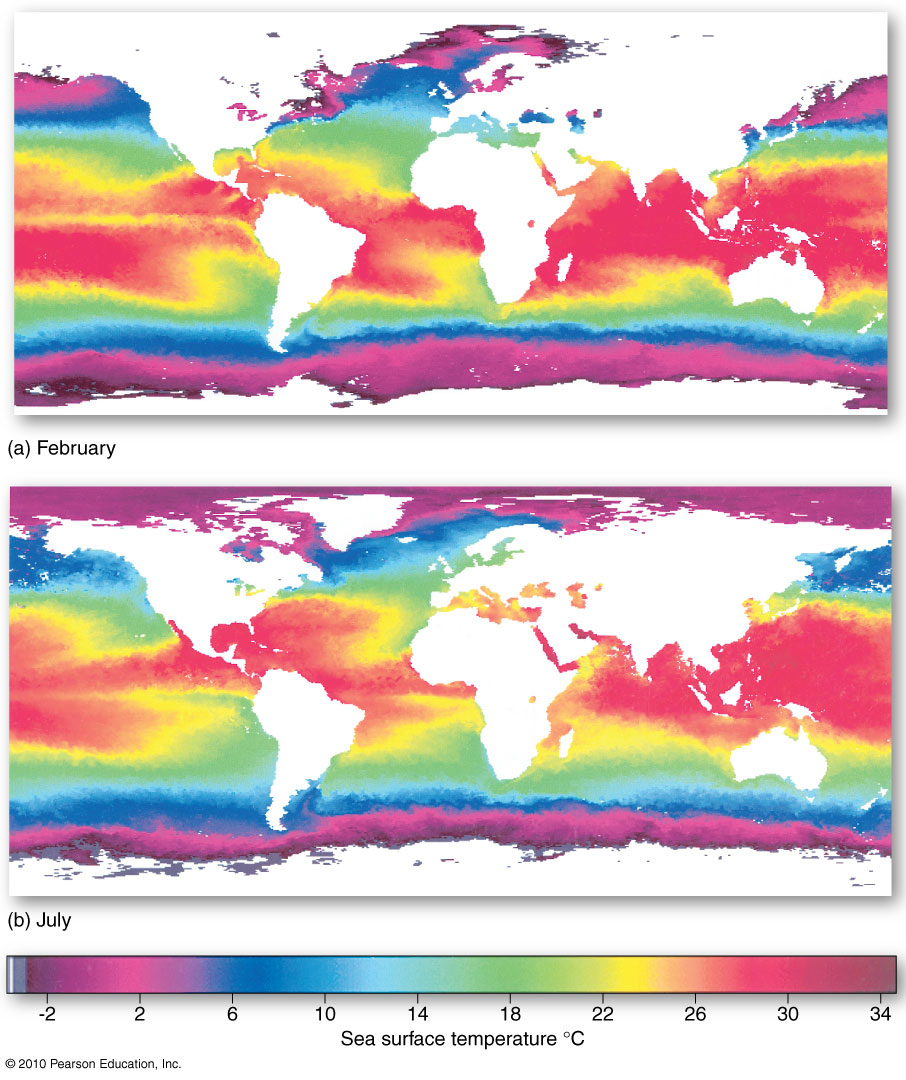 (a) February
(b) July
-2 2 6 10 14 18 22 26 30 34
Sea surface temperature °C
© 2010 Pearson Education, Inc.